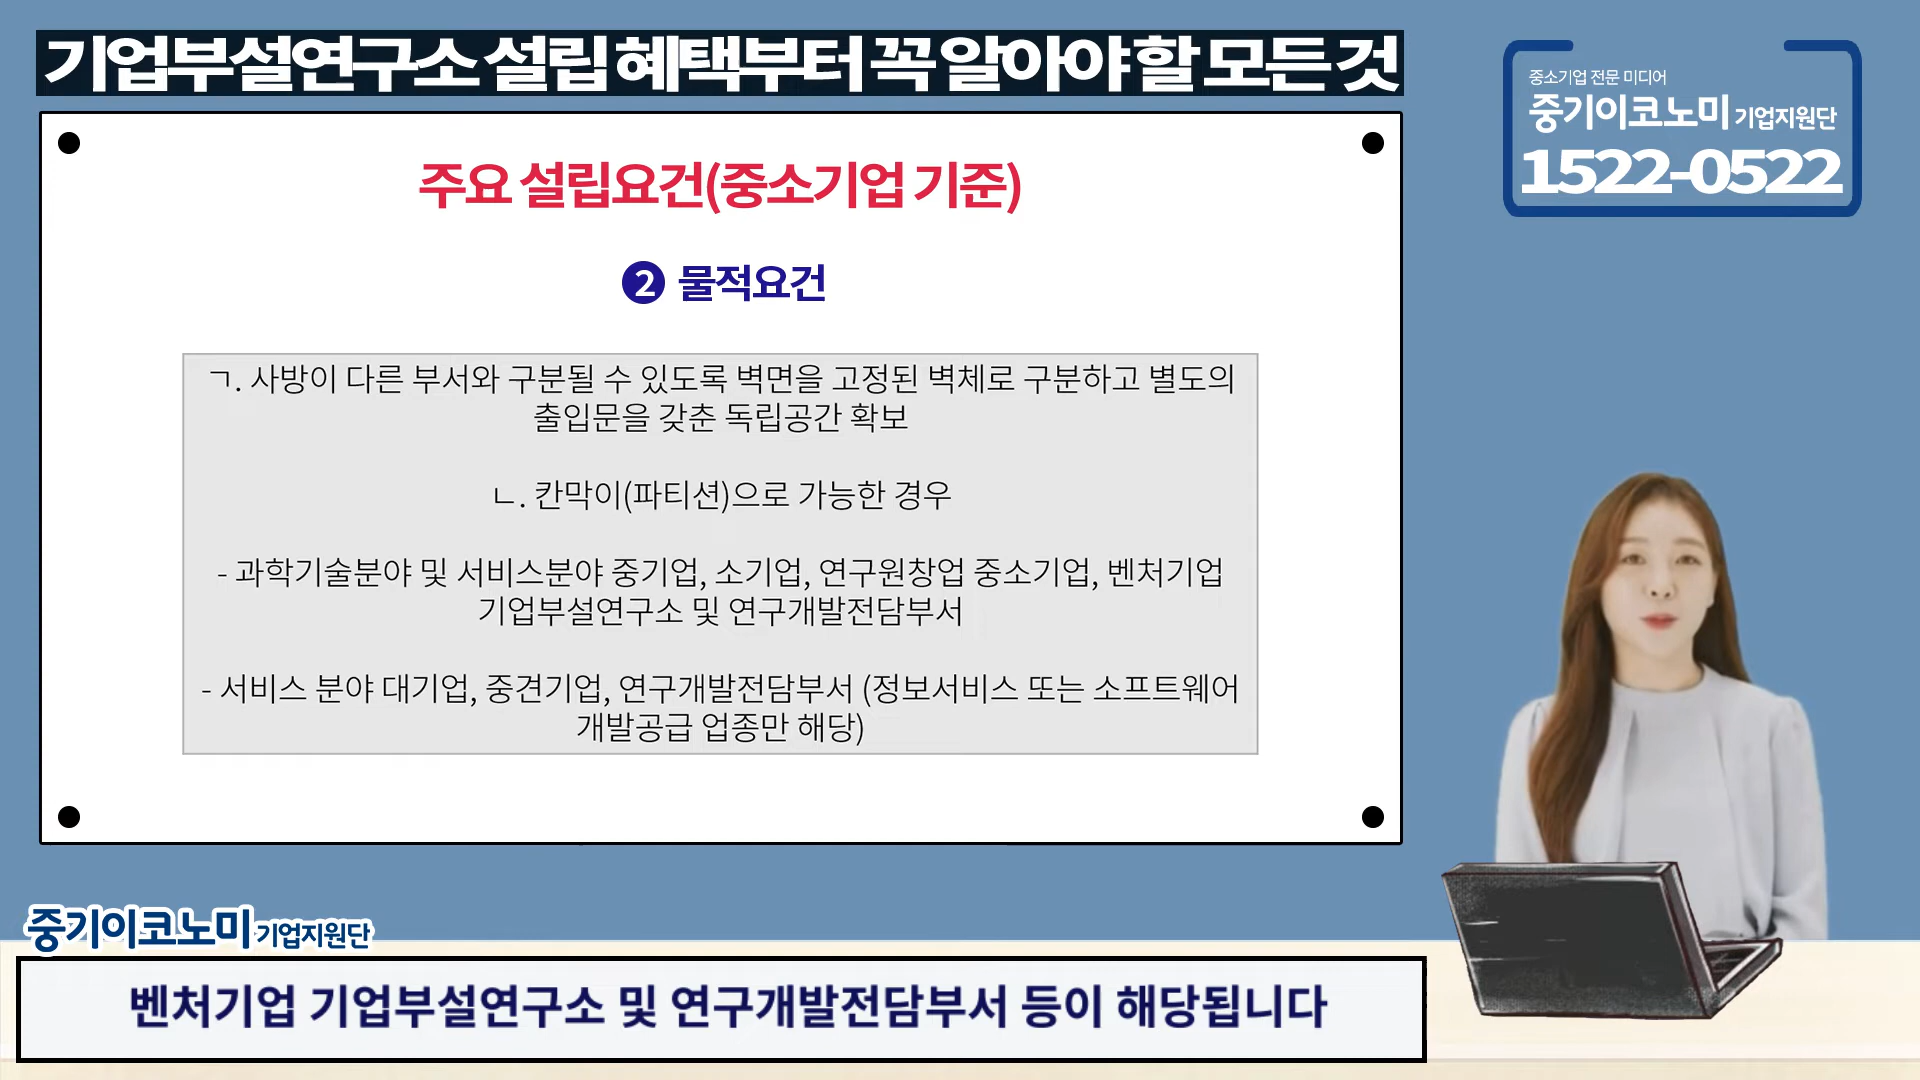 기업부설연구소 설립 혜택부터 꼭 알아야 할 모든 것
중소기업 전문 미디어
중기이코노미 기업지원단
1522-0522
주요 설립요건(중소기업 기준)
2 물적요건
ㄱ. 사방이 다른 부서와 구분될 수 있도록 벽면을 고정된 벽체로 구분하고 별도의
출입문을 갖춘 독립공간 확보
ㄴ. 칸막이(파티션)으로 가능한 경우
- 과학기술분야 및 서비스분야 중기업, 소기업, 연구원창업 중소기업, 벤처기업
기업부설연구소 및 연구개발전담부서
- 서비스 분야 대기업, 중견기업, 연구개발전담부서 (정보서비스 또는 소프트웨어
개발공급 업종만 해당)
중기이코노미 기업지원단
벤처기업 기업부설연구소 및 연구개발전담부서 등이 해당됩니다